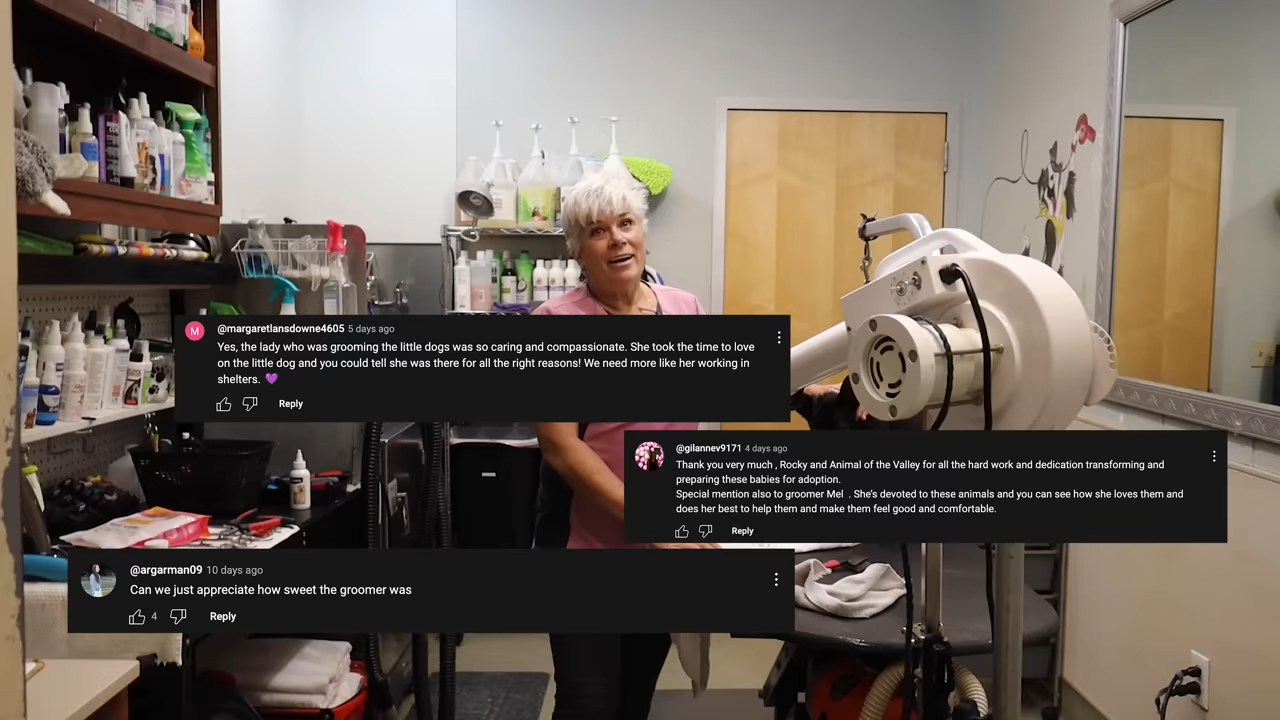 @margaretlansdowne4605 5 days ago
Yes, the lady who was grooming the little dogs was so caring and compassionate. She took the time to love
on the little dog and you could tell she was there for all the right reasons! We need more like her working in
shelters. 💜
Reply
@gilannev9171 4 days ago
Thank you very much , Rocky and Animal of the Valley for all the hard work and dedication transforming and
preparing these babies for adoption.
Special mention also to groomer Mel . She's devoted to these animals and you can see how she loves them and
does her best to help them and make them feel good and comfortable.
Reply
@argarman09 10 days ago
Can we just appreciate how sweet the groomer was
4 Reply